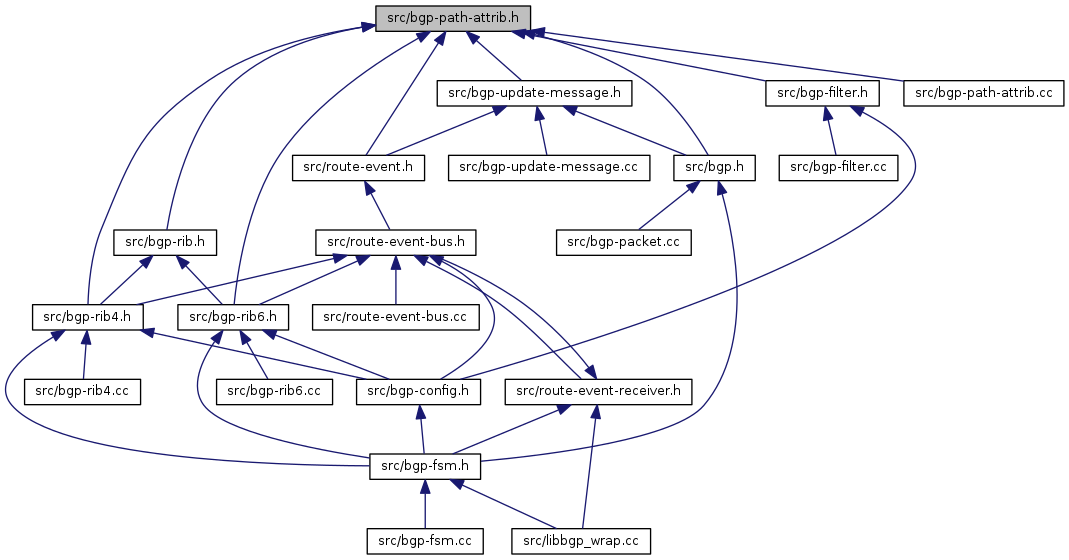 src/bgp-path-attrib.h
src/bgp-update-message.h
src/bgp-filter.h
src/bgp-path-attrib.cc
src/route-event.h
src/bgp-update-message.cc
src/bgp.h
src/bgp-filter.cc
src/bgp-rib.h
src/route-event-bus.h
src/bgp-packet.cc
src/bgp-rib4.h
src/bgp-rib6.h
src/route-event-bus.cc
src/bgp-rib4.cc
src/bgp-rib6.cc
src/bgp-config.h
src/route-event-receiver.h
src/bgp-fsm.h
src/bgp-fsm.cc
src/libbgp_wrap.cc